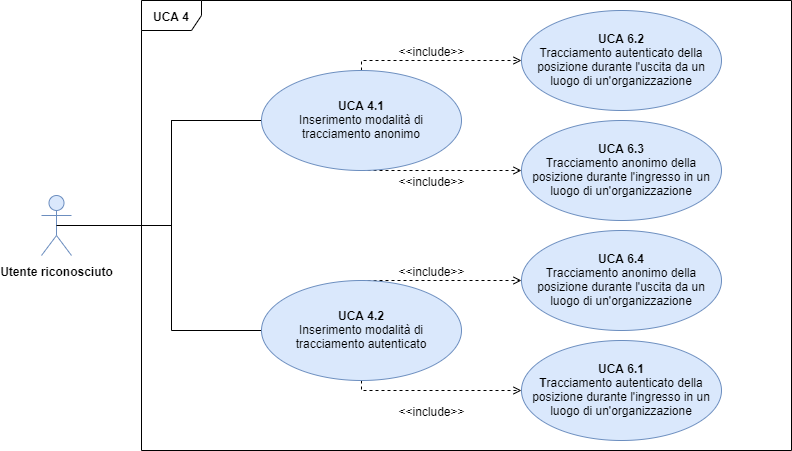 UCA 4
UCA 6.2
Tracciamento autenticato della
posizione durante l'uscita da un
luogo di un'organizzazione
<<include>>
UCA 4.1
Inserimento modalità di
tracciamento anonimo
UCA 6.3
Tracciamento anonimo della
posizione durante l'ingresso in un
luogo di un'organizzazione
<<include>>
Utente riconosciuto
UCA 6.4
Tracciamento anonimo della
posizione durante l'uscita da un
luogo di un'organizzazione
<<include>>
UCA 4.2
Inserimento modalità di
tracciamento autenticato
UCA 6.1
Tracciamento autenticato della
posizione durante l'ingresso in un
luogo di un'organizzazione
<<include>>